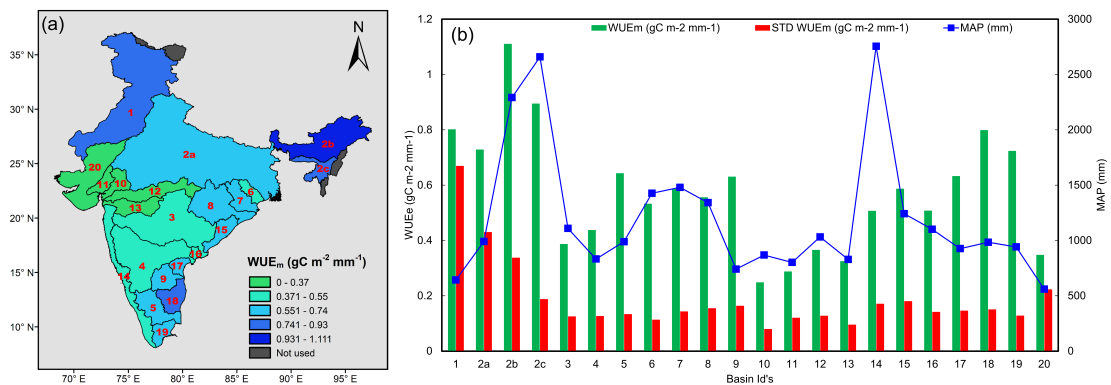 (a)
N
35° N
30° N
25° N
20° N
15° N
10° N
70° E
75° E
80° E
85° E
90° E
95° E
1
2a
2b
2c
20
11
10
12
13
3
6
7
8
15
16
4
14
17
9
18
5
19
WUEm (gC m-2 mm-1)
0 - 0.37
0.371 - 0.55
0.551 - 0.74
0.741 - 0.93
0.931 - 1.111
Not used
(b)
WUEm (gC m-2 mm-1)
STD WUEm (gC m-2 mm-1)
MAP (mm)
WUEe (gC m-2 mm-1)
1.2
1
0.8
0.6
0.4
0.2
0
3000
2500
2000
1500
1000
500
0
MAP (mm)
1 2a 2b 2c 3 4 5 6 7 8 9 10 11 12 13 14 15 16 17 18 19 20
Basin Id's